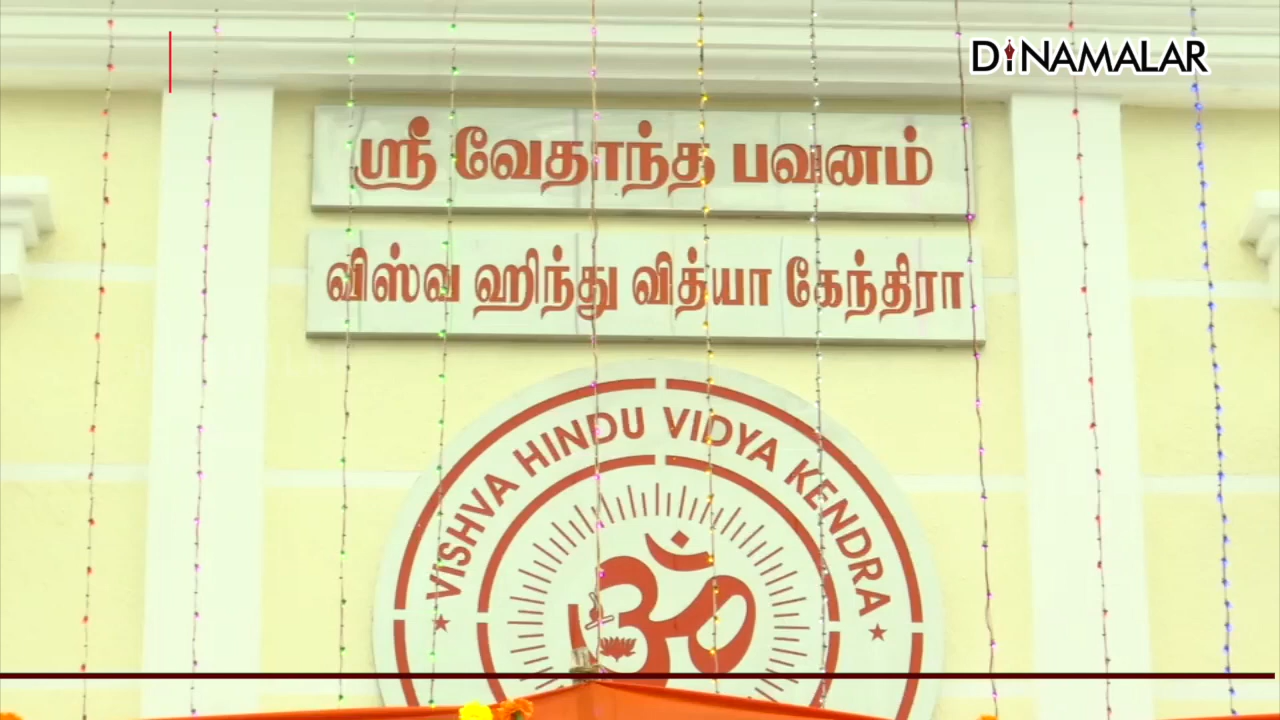 DINAMALAR
ஸ்ரீ வேதாந்த பவனம்
விஸ்வ ஹிந்து வித்யா கேந்திரா
VISHVA HINDU VIDYA KENDRA
ॐ